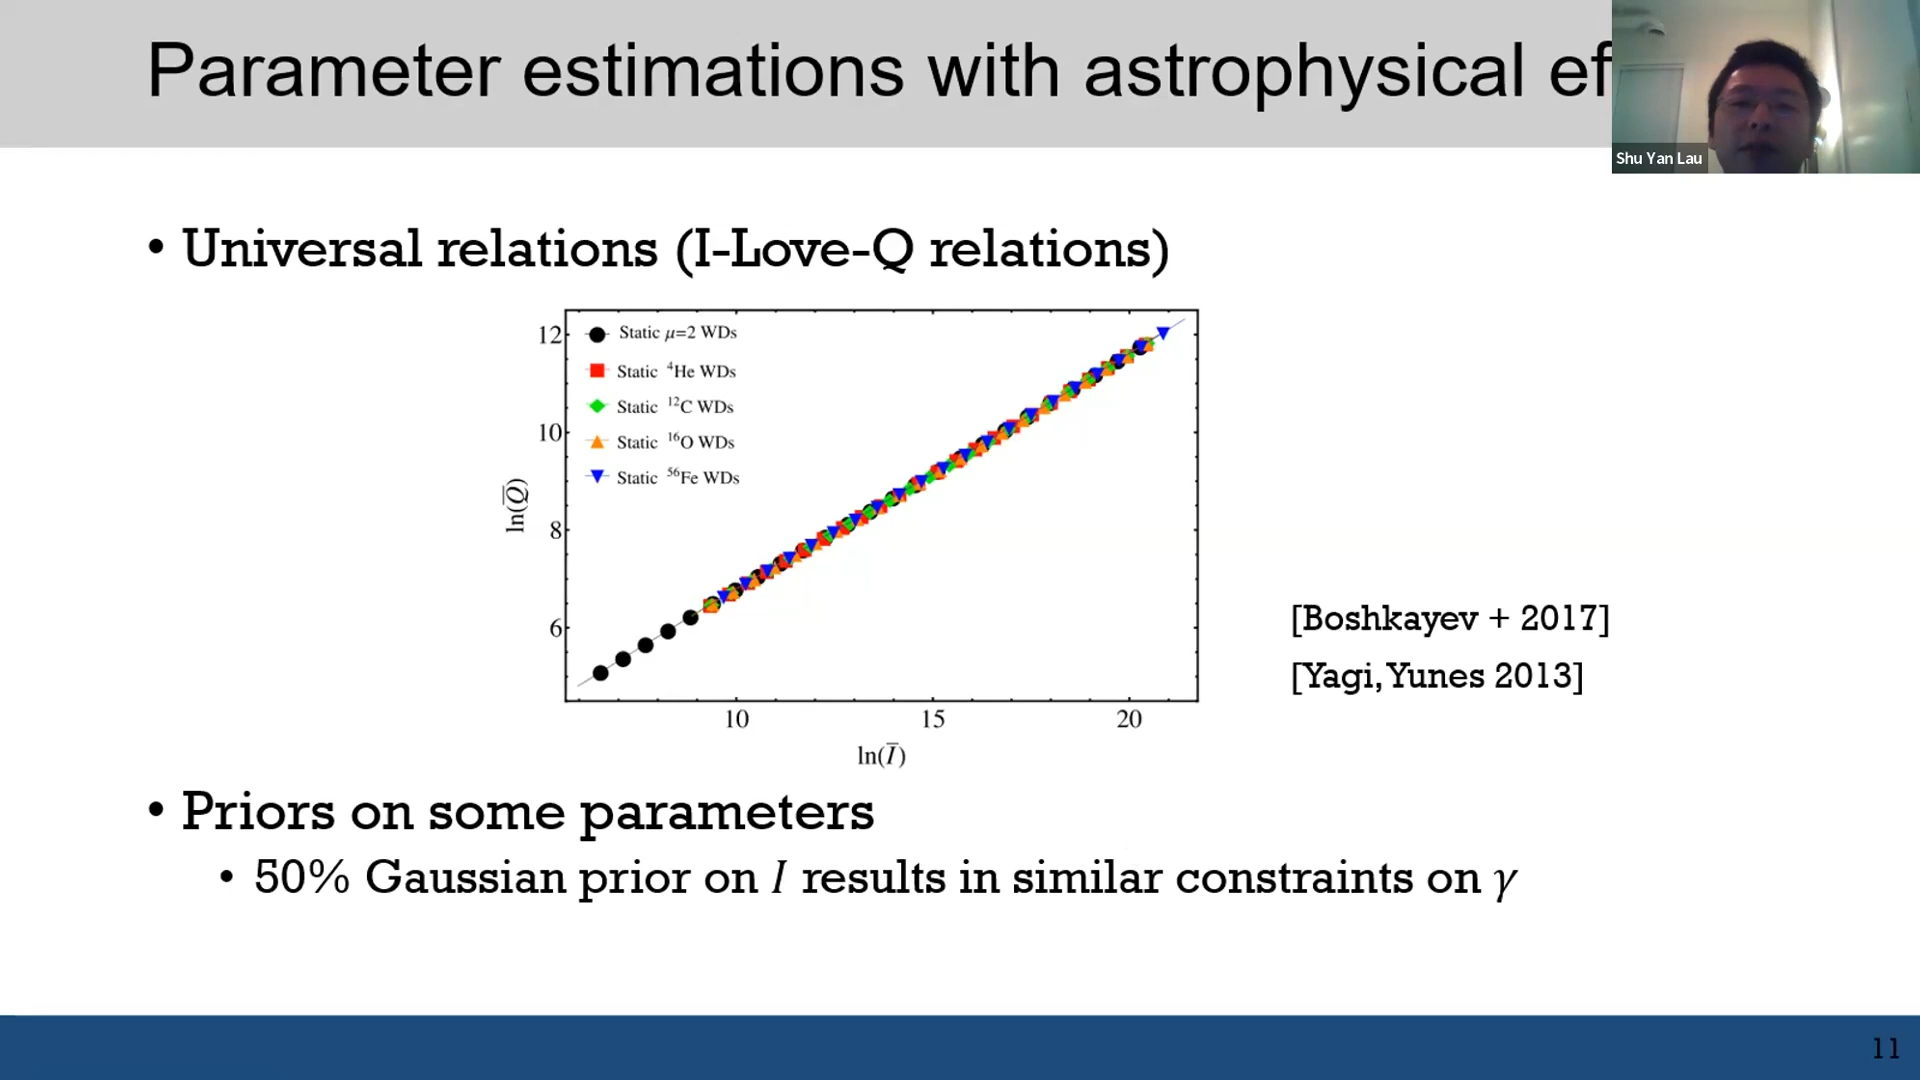 Parameter estimations with astrophysical ef
Shu Yan Lau
• Universal relations (I-Love-Q relations)
Static μ=2 WDs
Static ⁴He WDs
Static ¹²C WDs
Static ¹⁶O WDs
Static ⁵⁶Fe WDs
12
10
8
6
ln(Q̅)
10 15 20
ln(I̅)
[Boshkayev + 2017]
[Yagi, Yunes 2013]
• Priors on some parameters
• 50% Gaussian prior on I results in similar constraints on γ
11